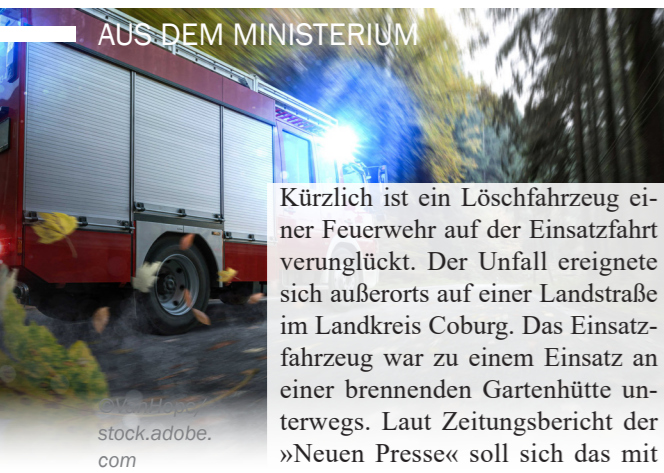 AUS DEM MINISTERIUM
Kürzlich ist ein Löschfahrzeug ei-
ner Feuerwehr auf der Einsatzfahrt
verunglückt. Der Unfall ereignete
sich außerorts auf einer Landstraße
im Landkreis Coburg. Das Einsatz-
fahrzeug war zu einem Einsatz an
einer brennenden Gartenhütte un-
terwegs. Laut Zeitungsbericht der
»Neuen Presse« soll sich das mit
stock.adobe.
com